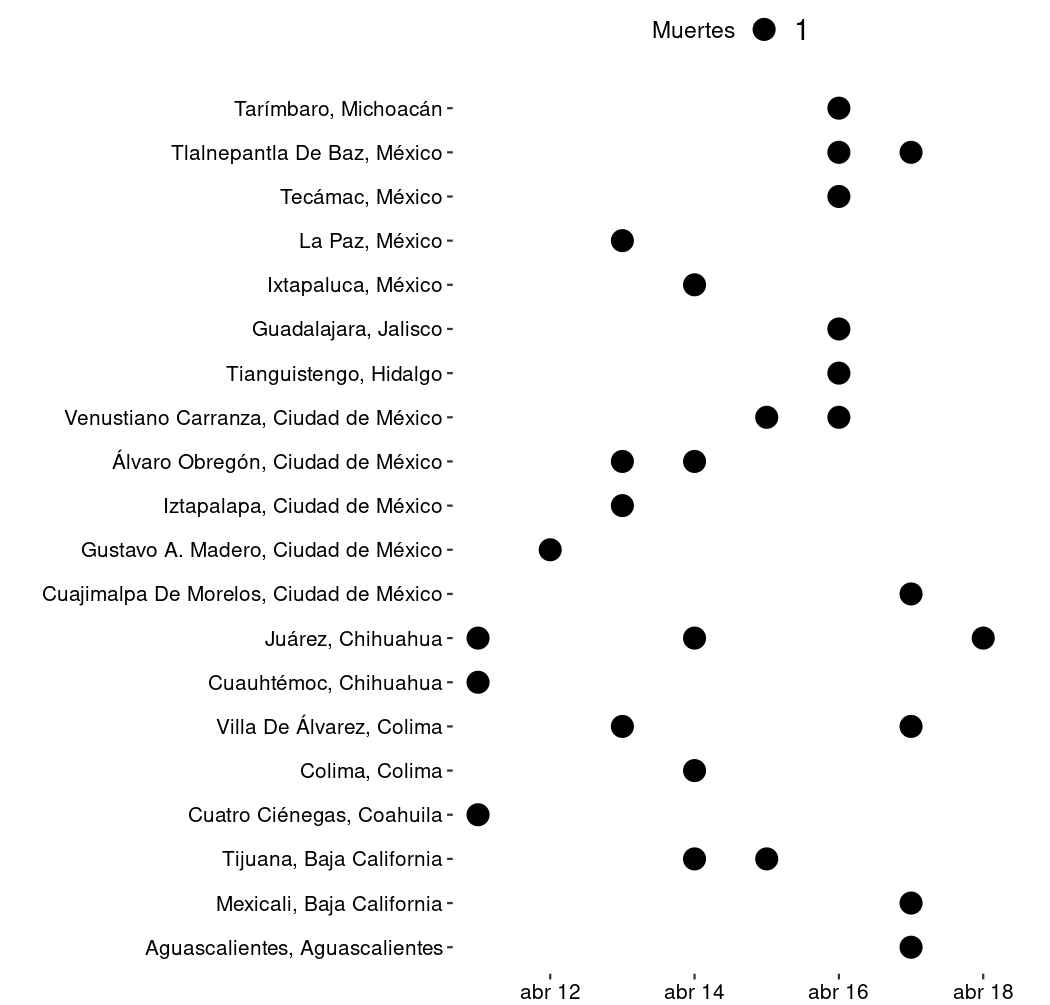 Muertes 1
Tarímbaro, Michoacán
Tlalnepantla De Baz, México
Tecámac, México
La Paz, México
Ixtapaluca, México
Guadalajara, Jalisco
Tianguistengo, Hidalgo
Venustiano Carranza, Ciudad de México
Álvaro Obregón, Ciudad de México
Iztapalapa, Ciudad de México
Gustavo A. Madero, Ciudad de México
Cuajimalpa De Morelos, Ciudad de México
Juárez, Chihuahua
Cuauhtémoc, Chihuahua
Villa De Álvarez, Colima
Colima, Colima
Cuatro Ciénegas, Coahuila
Tijuana, Baja California
Mexicali, Baja California
Aguascalientes, Aguascalientes
abr 12 abr 14 abr 16 abr 18